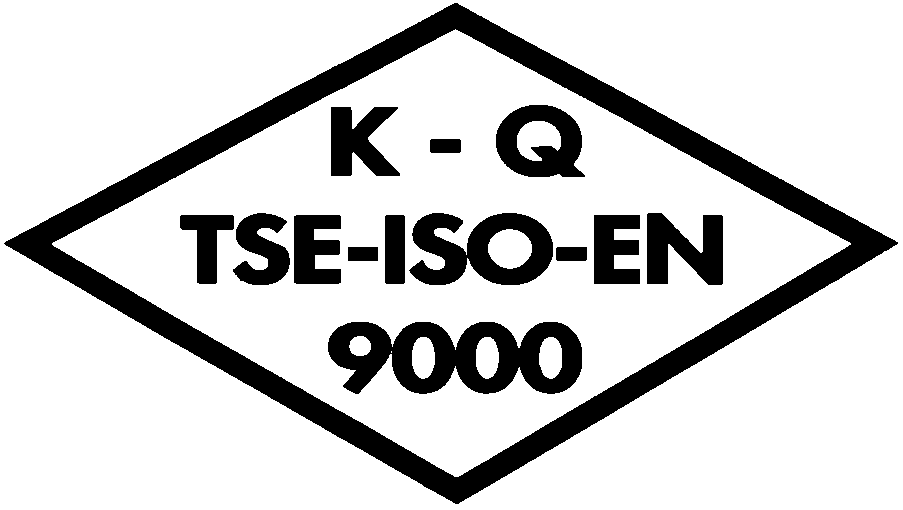 K - Q
TSE-ISO-EN
9000